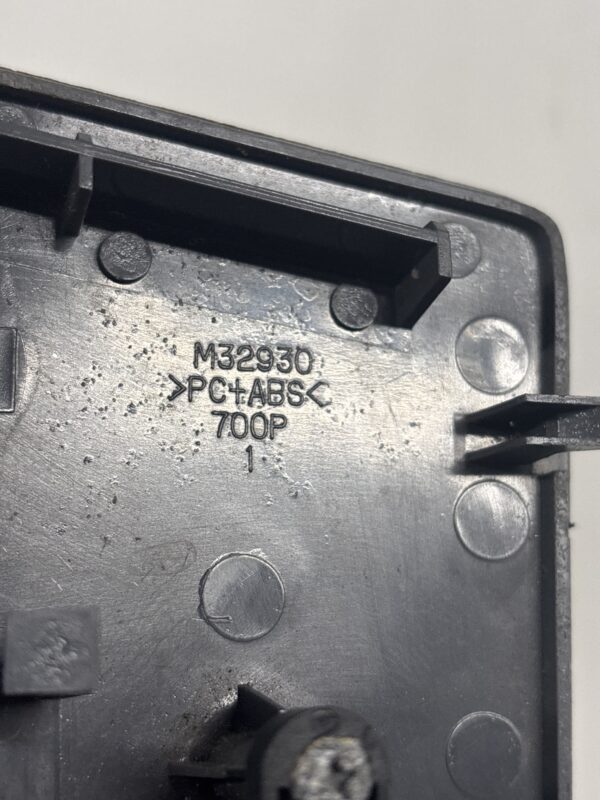 M32930
>PC+ABS<
700P
1